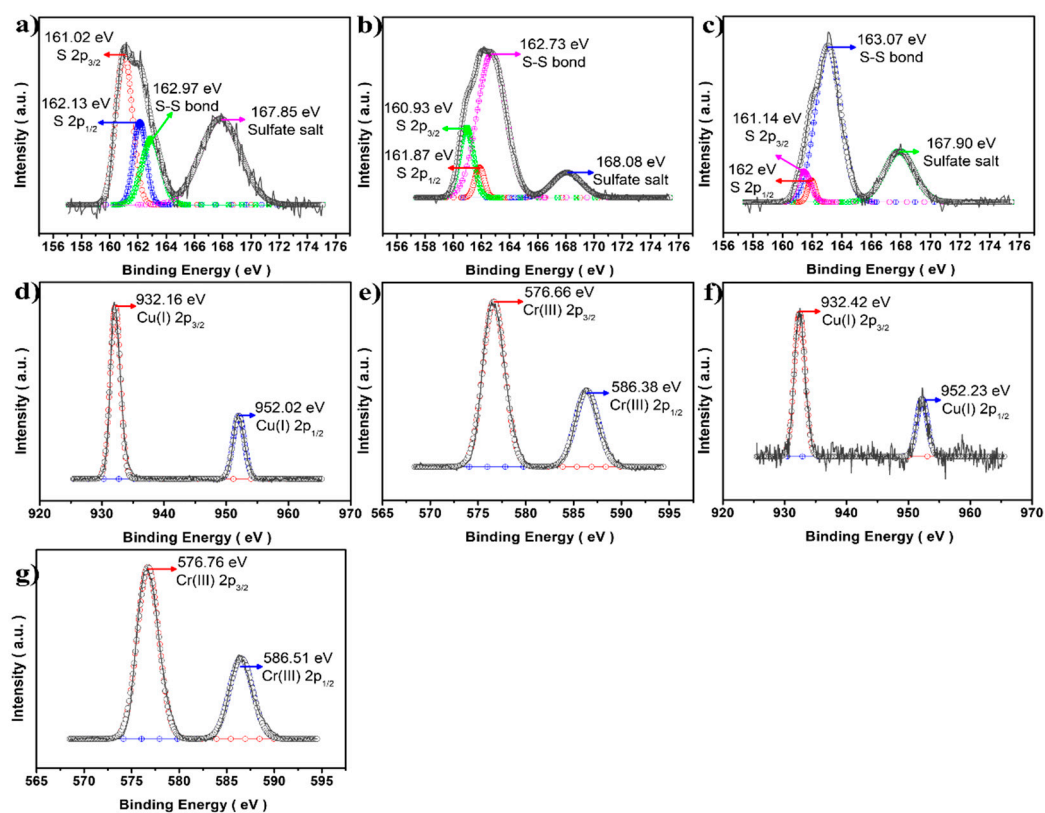 a)
161.02 eV
S 2p3/2
162.13 eV
S 2p1/2
162.97 eV
S-S bond
167.85 eV
Sulfate salt
Intensity ( a.u. )
156 158 160 162 164 166 168 170 172 174 176
Binding Energy ( eV )
b)
162.73 eV
S-S bond
160.93 eV
S 2p3/2
161.87 eV
S 2p1/2
168.08 eV
Sulfate salt
Intensity ( a.u. )
156 158 160 162 164 166 168 170 172 174 176
Binding Energy ( eV )
c)
163.07 eV
S-S bond
161.14 eV
S 2p3/2
162 eV
S 2p1/2
167.90 eV
Sulfate salt
Intensity ( a.u. )
156 158 160 162 164 166 168 170 172 174 176
Binding Energy ( eV )
d)
932.16 eV
Cu(I) 2p3/2
952.02 eV
Cu(I) 2p1/2
Intensity ( a.u. )
920 930 940 950 960 970
Binding Energy ( eV )
e)
576.66 eV
Cr(III) 2p3/2
586.38 eV
Cr(III) 2p1/2
Intensity ( a.u. )
565 570 575 580 585 590 595
Binding Energy ( eV )
f)
932.42 eV
Cu(I) 2p3/2
952.23 eV
Cu(I) 2p1/2
Intensity ( a.u. )
920 930 940 950 960 970
Binding Energy ( eV )
g)
576.76 eV
Cr(III) 2p3/2
586.51 eV
Cr(III) 2p1/2
Intensity ( a.u. )
565 570 575 580 585 590 595
Binding Energy ( eV )